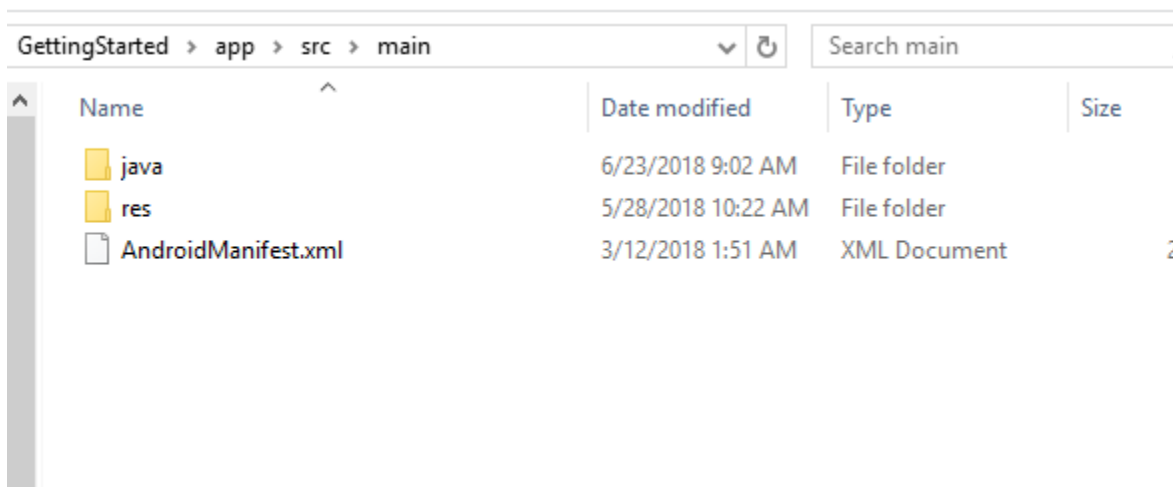 GettingStarted > app > src > main Search main
Name Date modified Type Size
java 6/23/2018 9:02 AM File folder
res 5/28/2018 10:22 AM File folder
AndroidManifest.xml 3/12/2018 1:51 AM XML Document